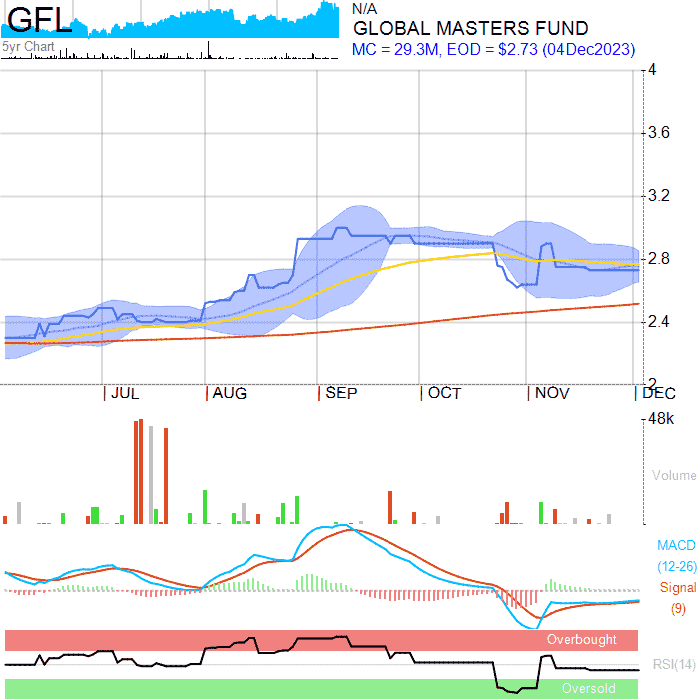 GFL
N/A
GLOBAL MASTERS FUND
5yr Chart
MC = 29.3M, EOD = $2.73 (04Dec2023)
4
3.6
3.2
2.8
2.4
2
JUL AUG SEP OCT NOV DEC
48k
Volume
MACD
(12-26)
Signal
(9)
Overbought
RSI(14)
Oversold